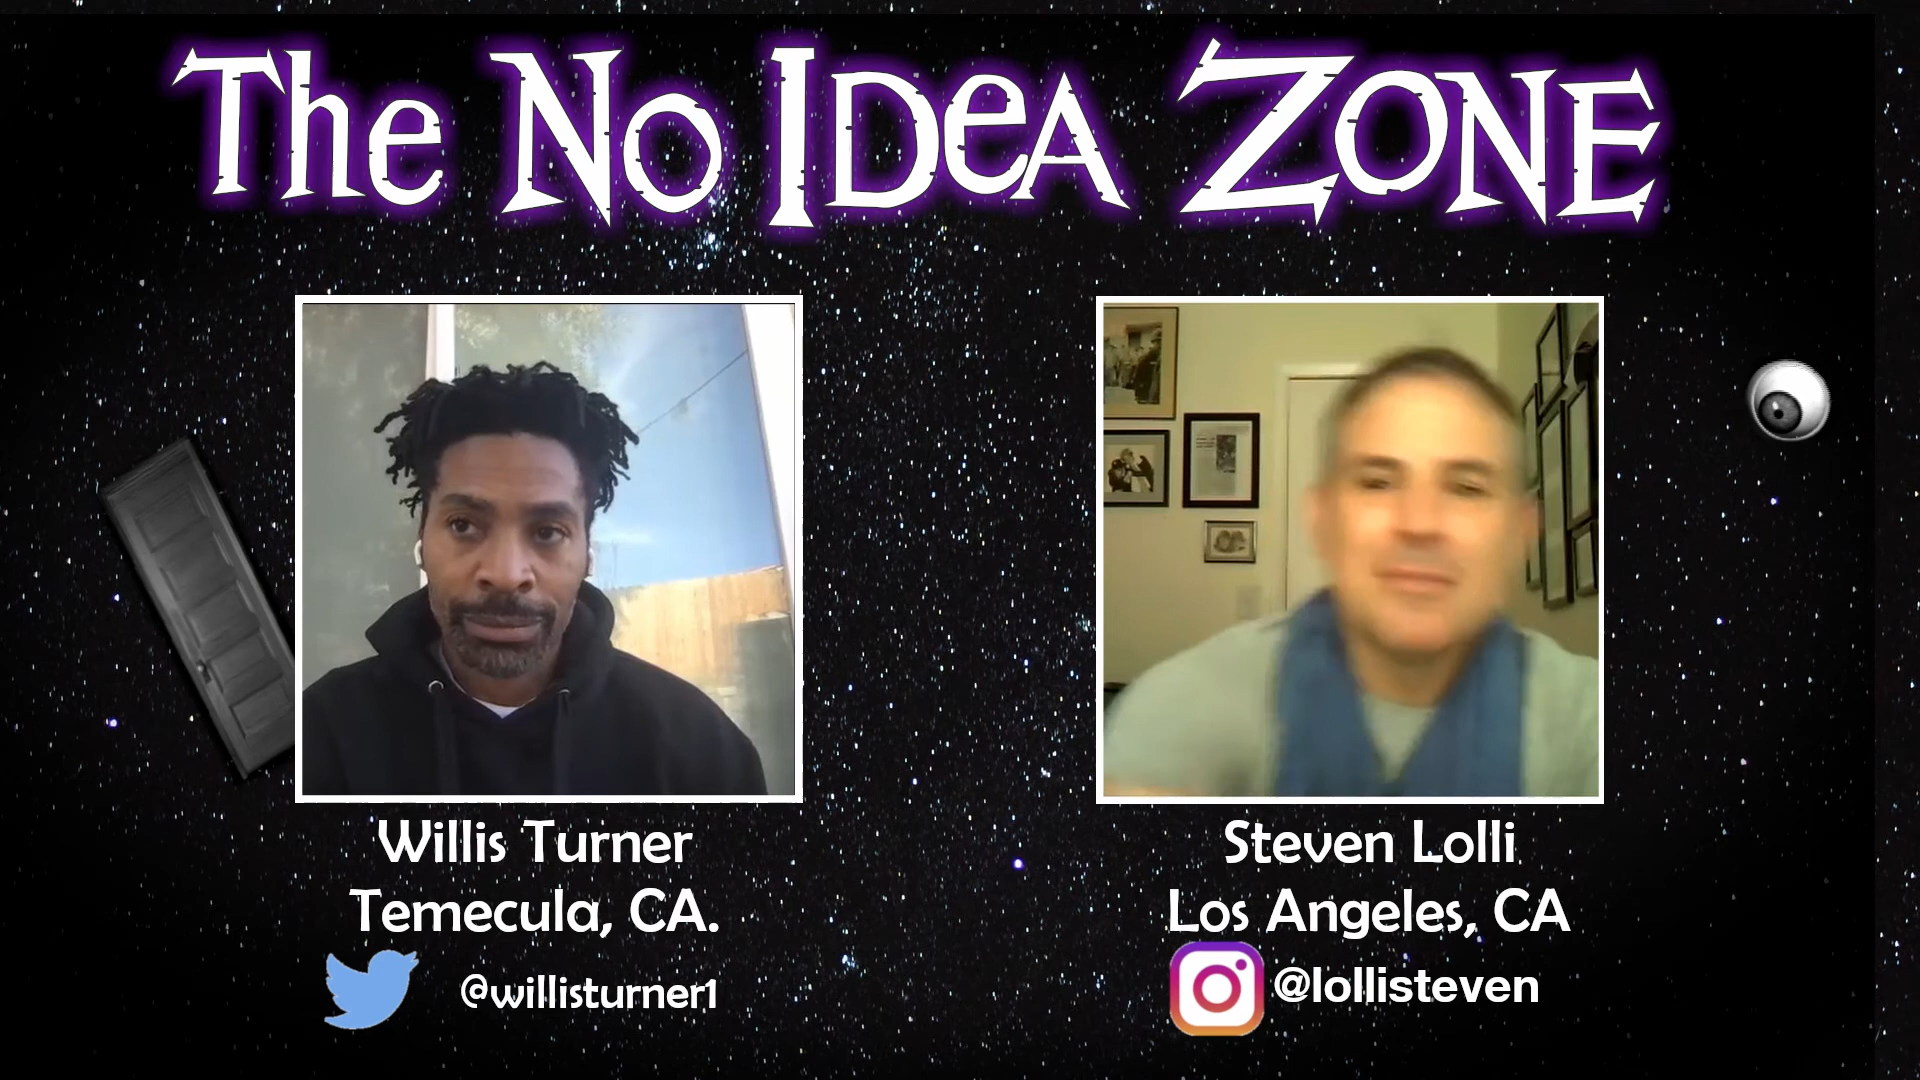 The No Idea Zone
Willis Turner
Temecula, CA.
@willisturner1
Steven Lolli
Los Angeles, CA
@lollisteven